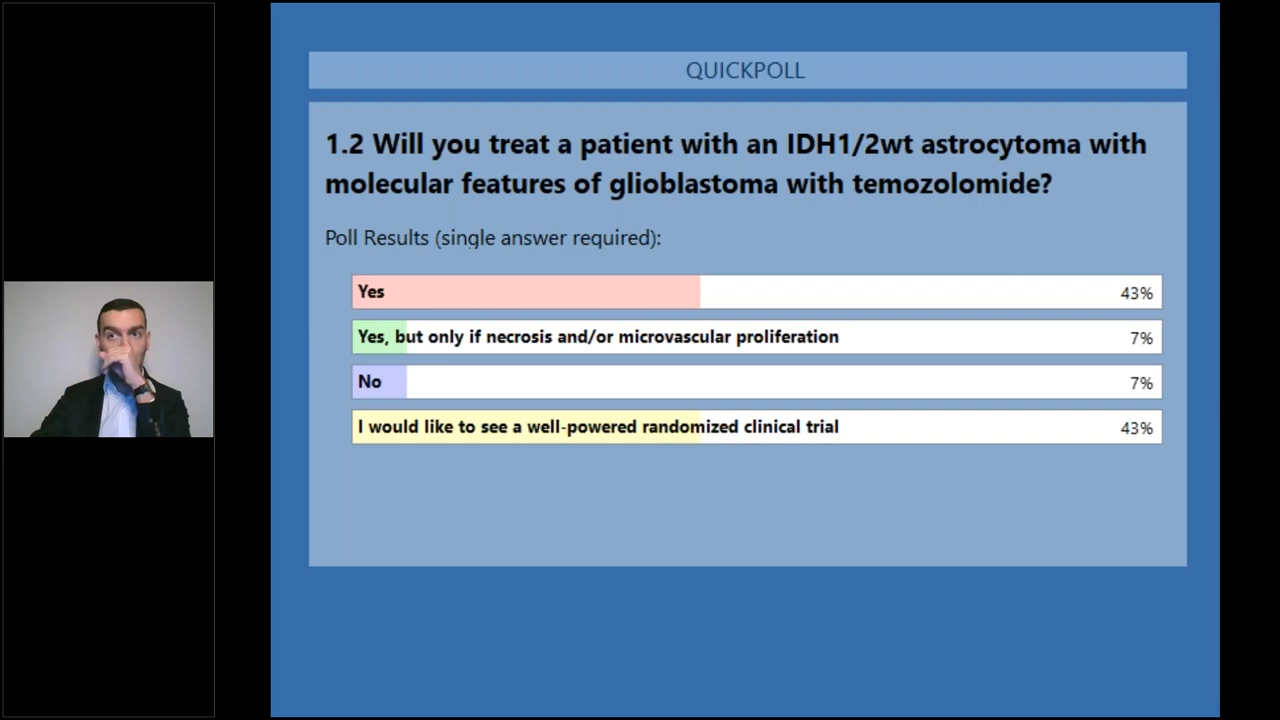 QUICKPOLL
1.2 Will you treat a patient with an IDH1/2wt astrocytoma with
molecular features of glioblastoma with temozolomide?
Poll Results (single answer required):
Yes 43%
Yes, but only if necrosis and/or microvascular proliferation 7%
No 7%
I would like to see a well-powered randomized clinical trial 43%